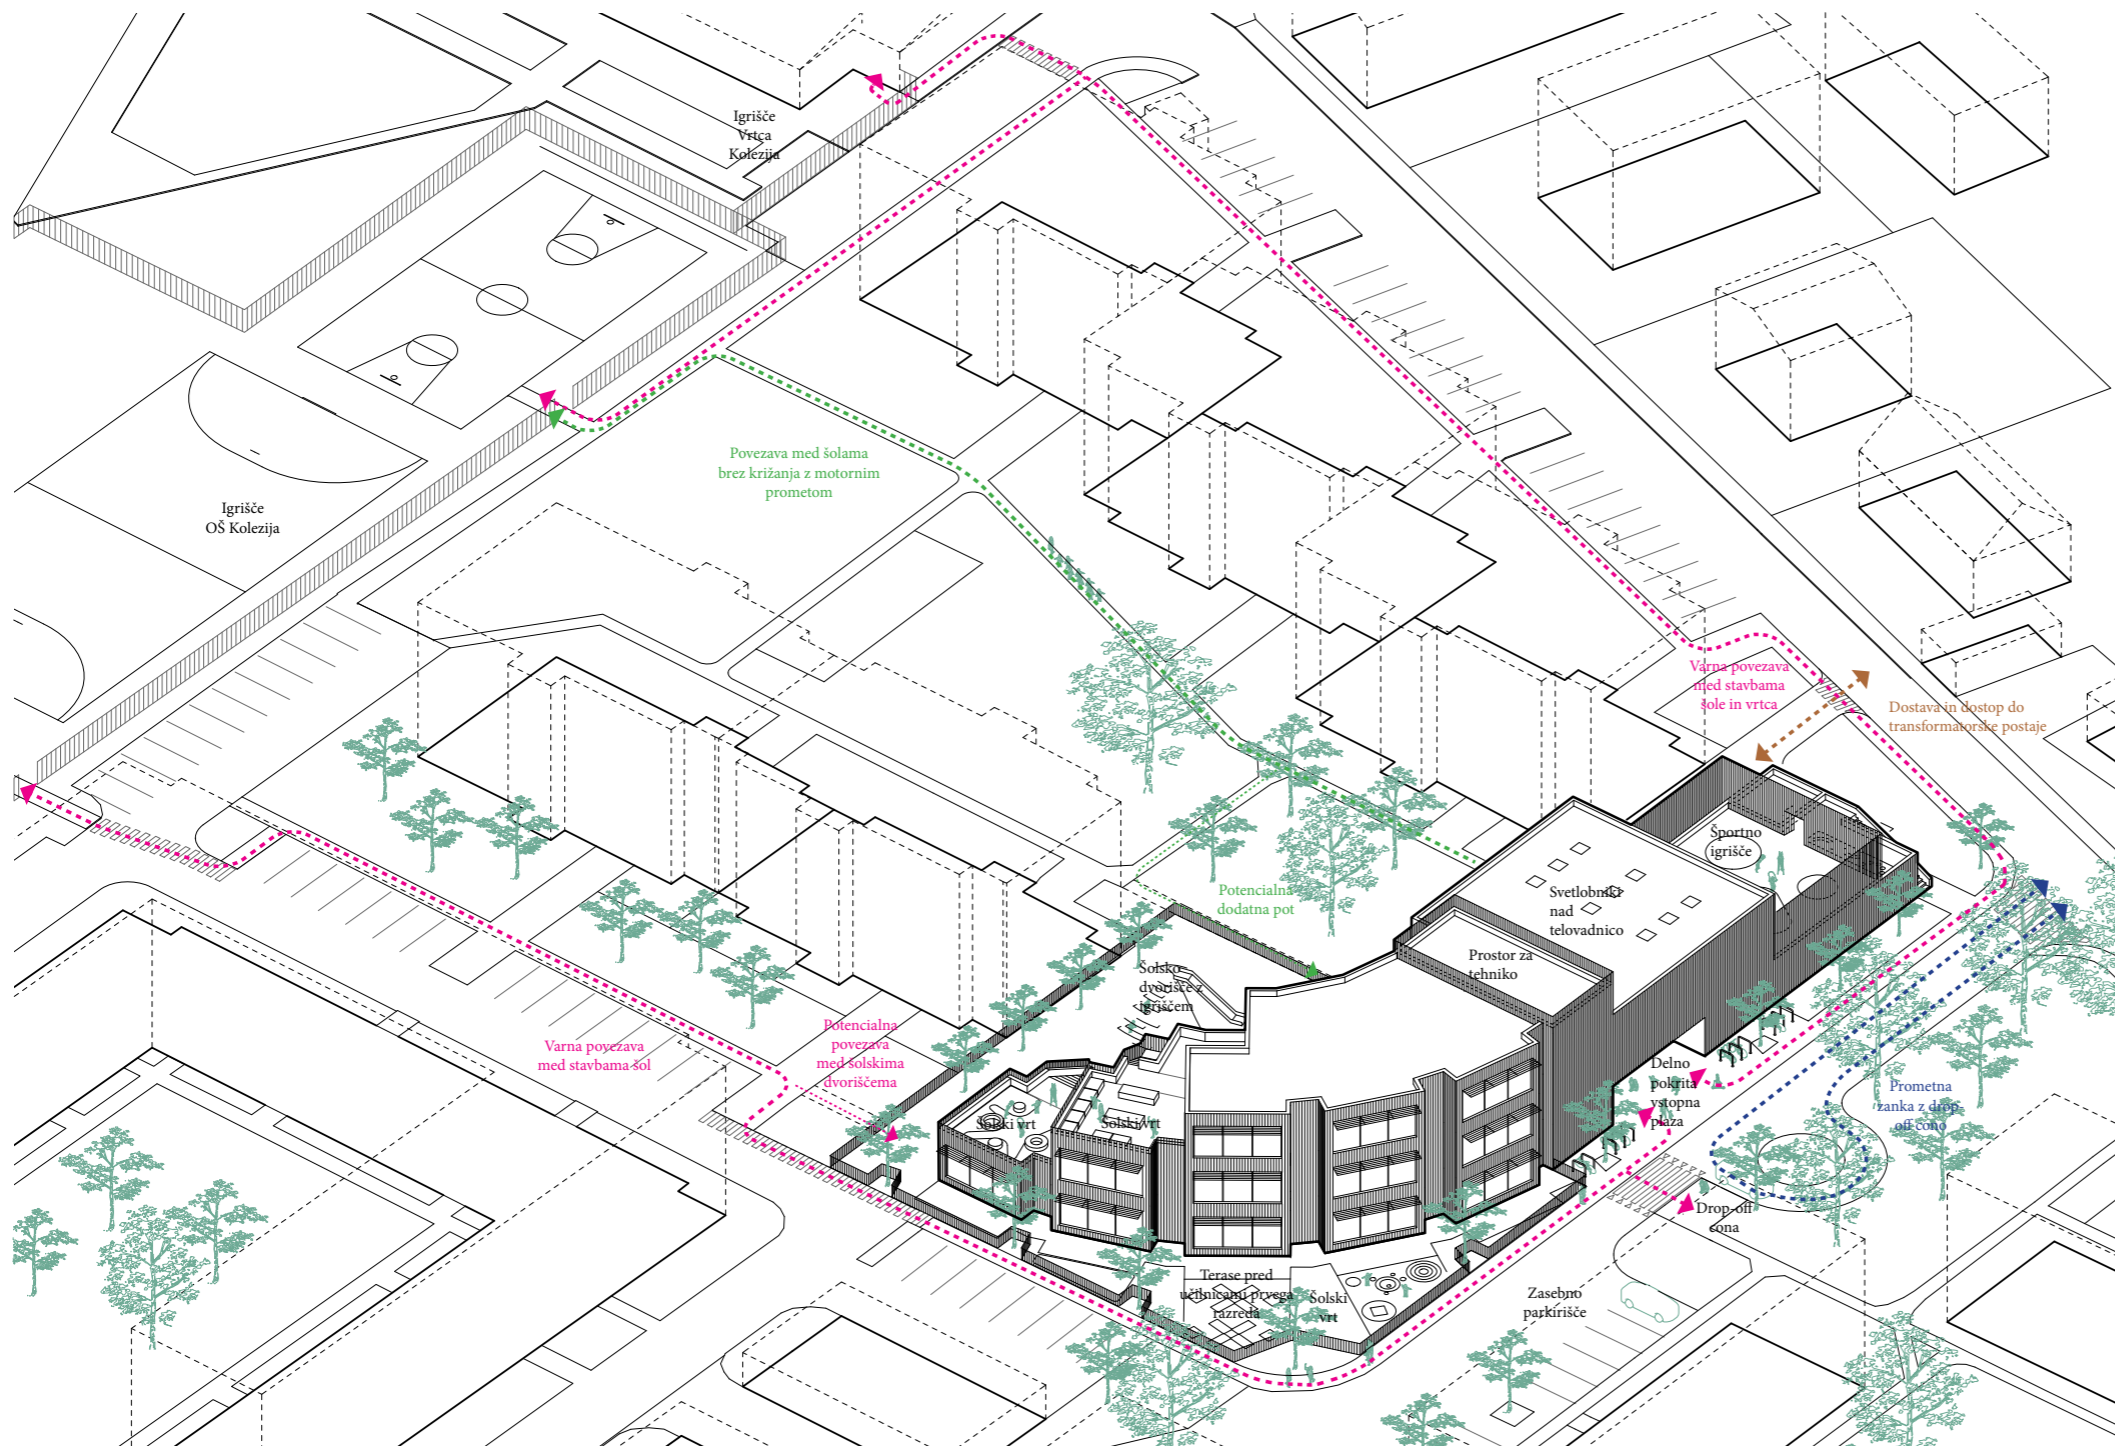 Igrišče
Vrtca
Kolezija
Povezava med šolama
brez križanja z motornim
prometom
Igrišče
OŠ Kolezija
Varna povezava
med stavbama
šole in vrtca
Dostava in dostop do
transformatorske postaje
Športno
igrišče
Svetlobniki
nad
telovadnico
Potencialna
dodatna pot
Prostor za
tehniko
Šolsko
dvorišče z
igriščem
Potencialna
povezava
med šolskima
dvoriščema
Varna povezava
med stavbama šol
Delno
pokrita
vstopna
plaza
Prometna
zanka z drop-
off cono
Šolski vrt
Šolski vrt
Drop-off
cona
Terase pred
učilnicami prvega
razreda
Šolski
vrt
Zasebno
parkirišče